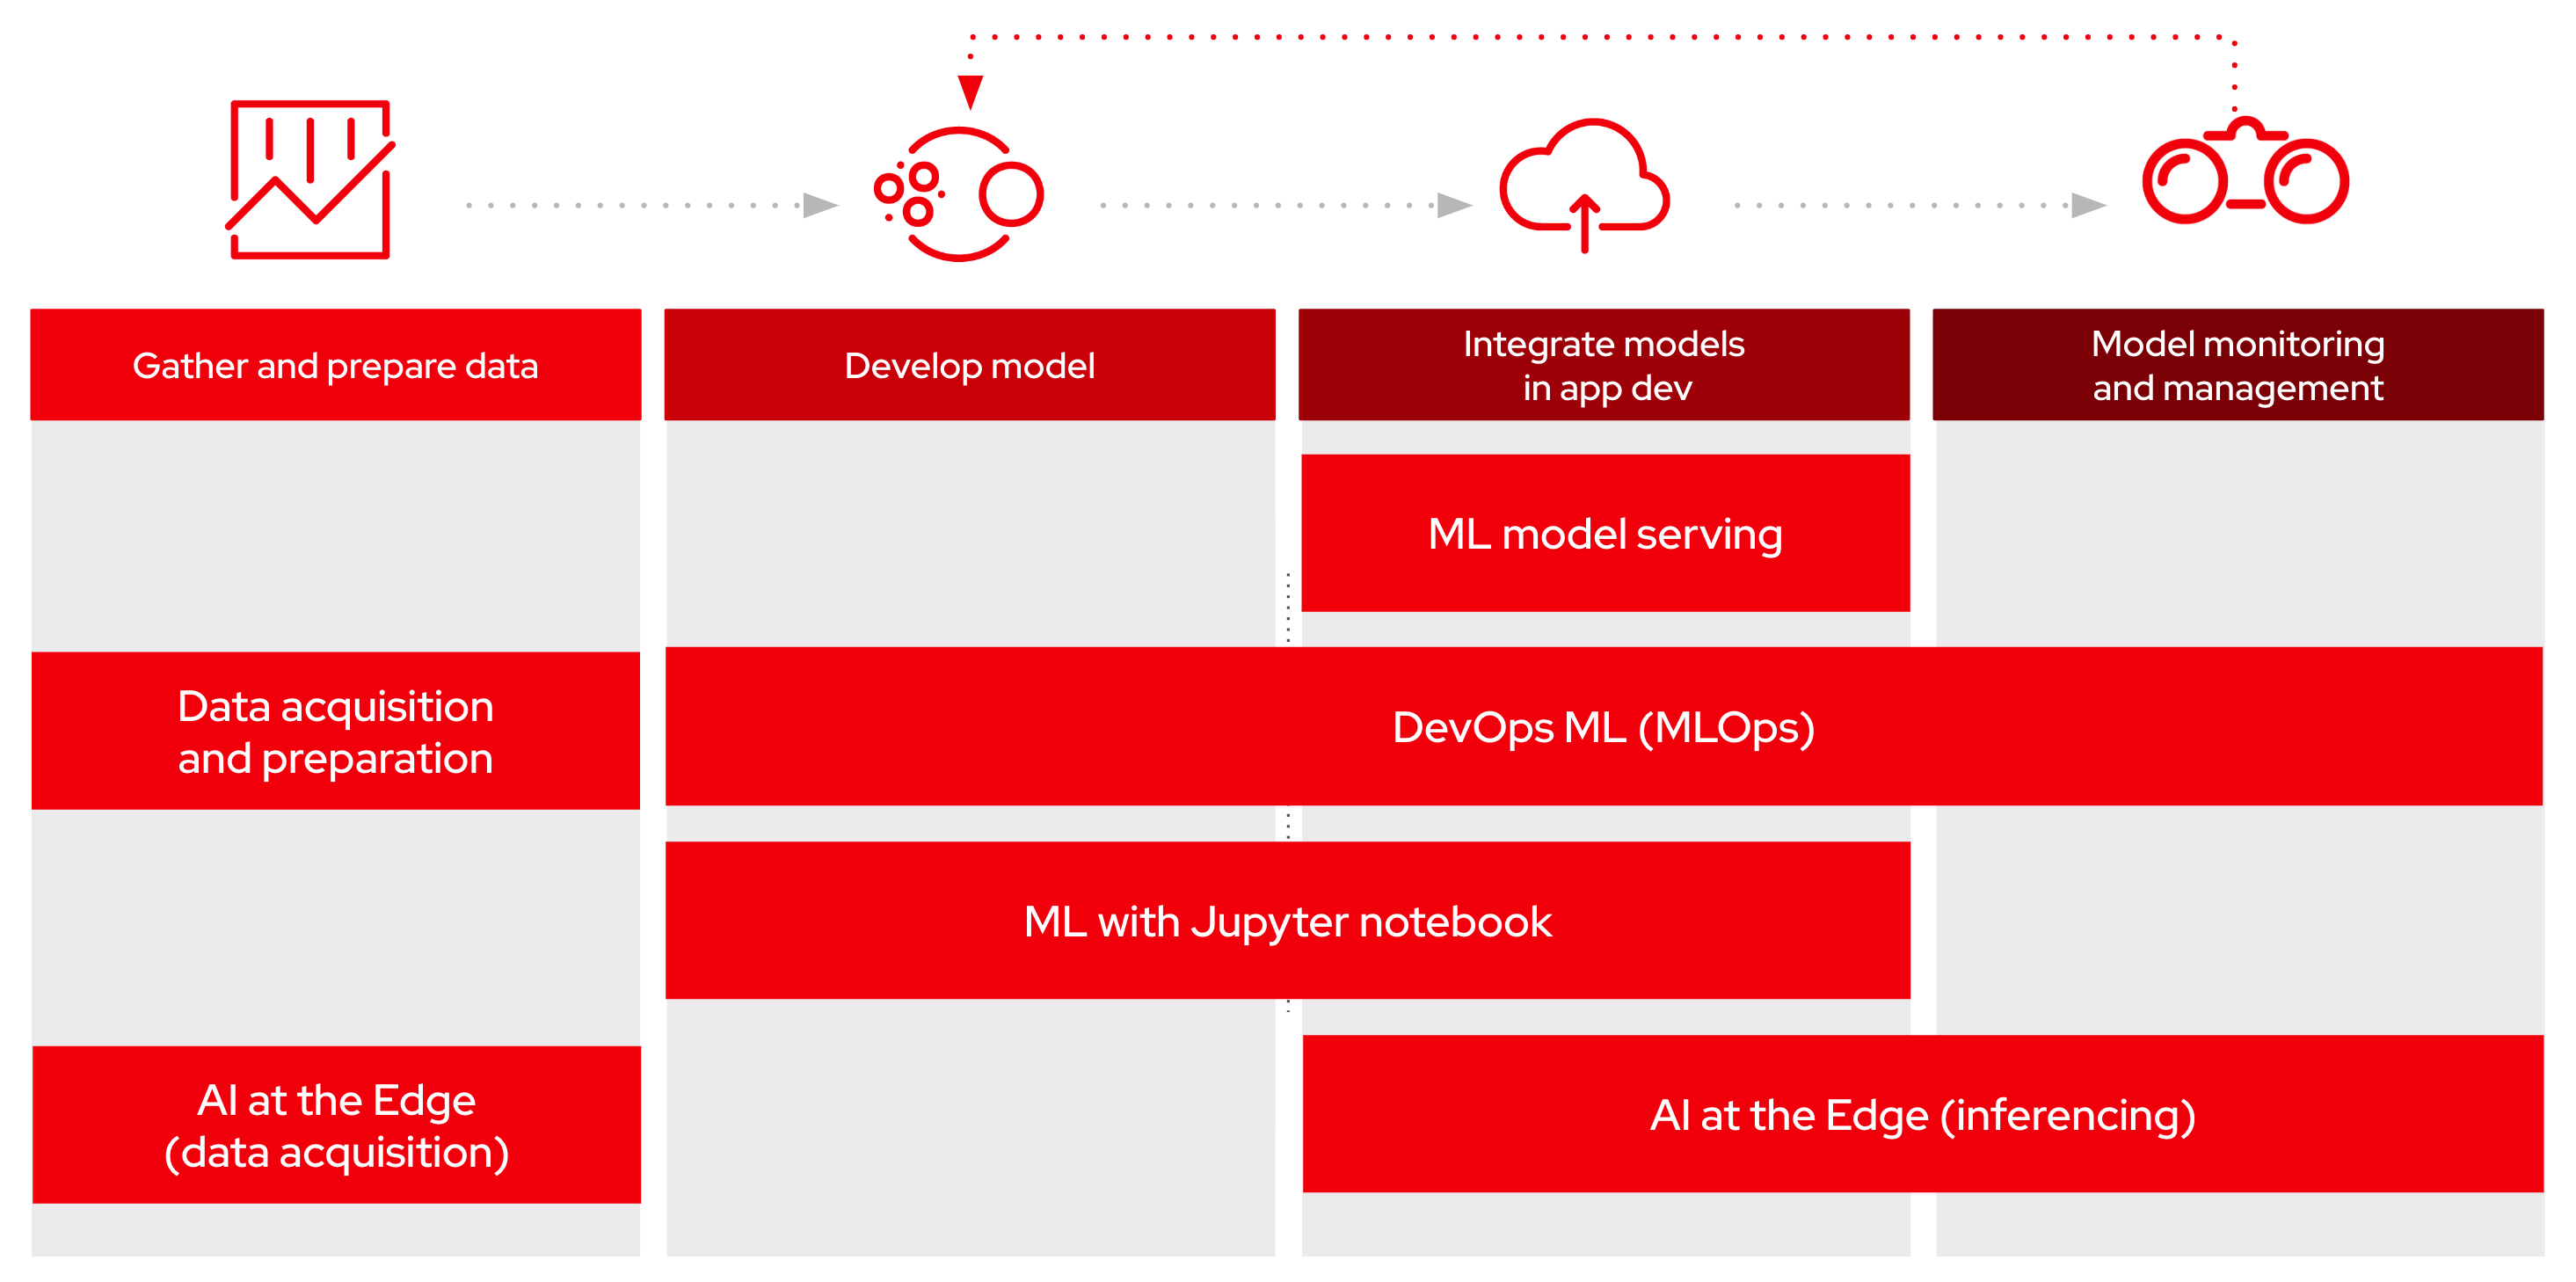 Gather and prepare data
Develop model
Integrate models
in app dev
Model monitoring
and management
ML model serving
Data acquisition
and preparation
DevOps ML (MLOps)
ML with Jupyter notebook
AI at the Edge
(data acquisition)
AI at the Edge (inferencing)